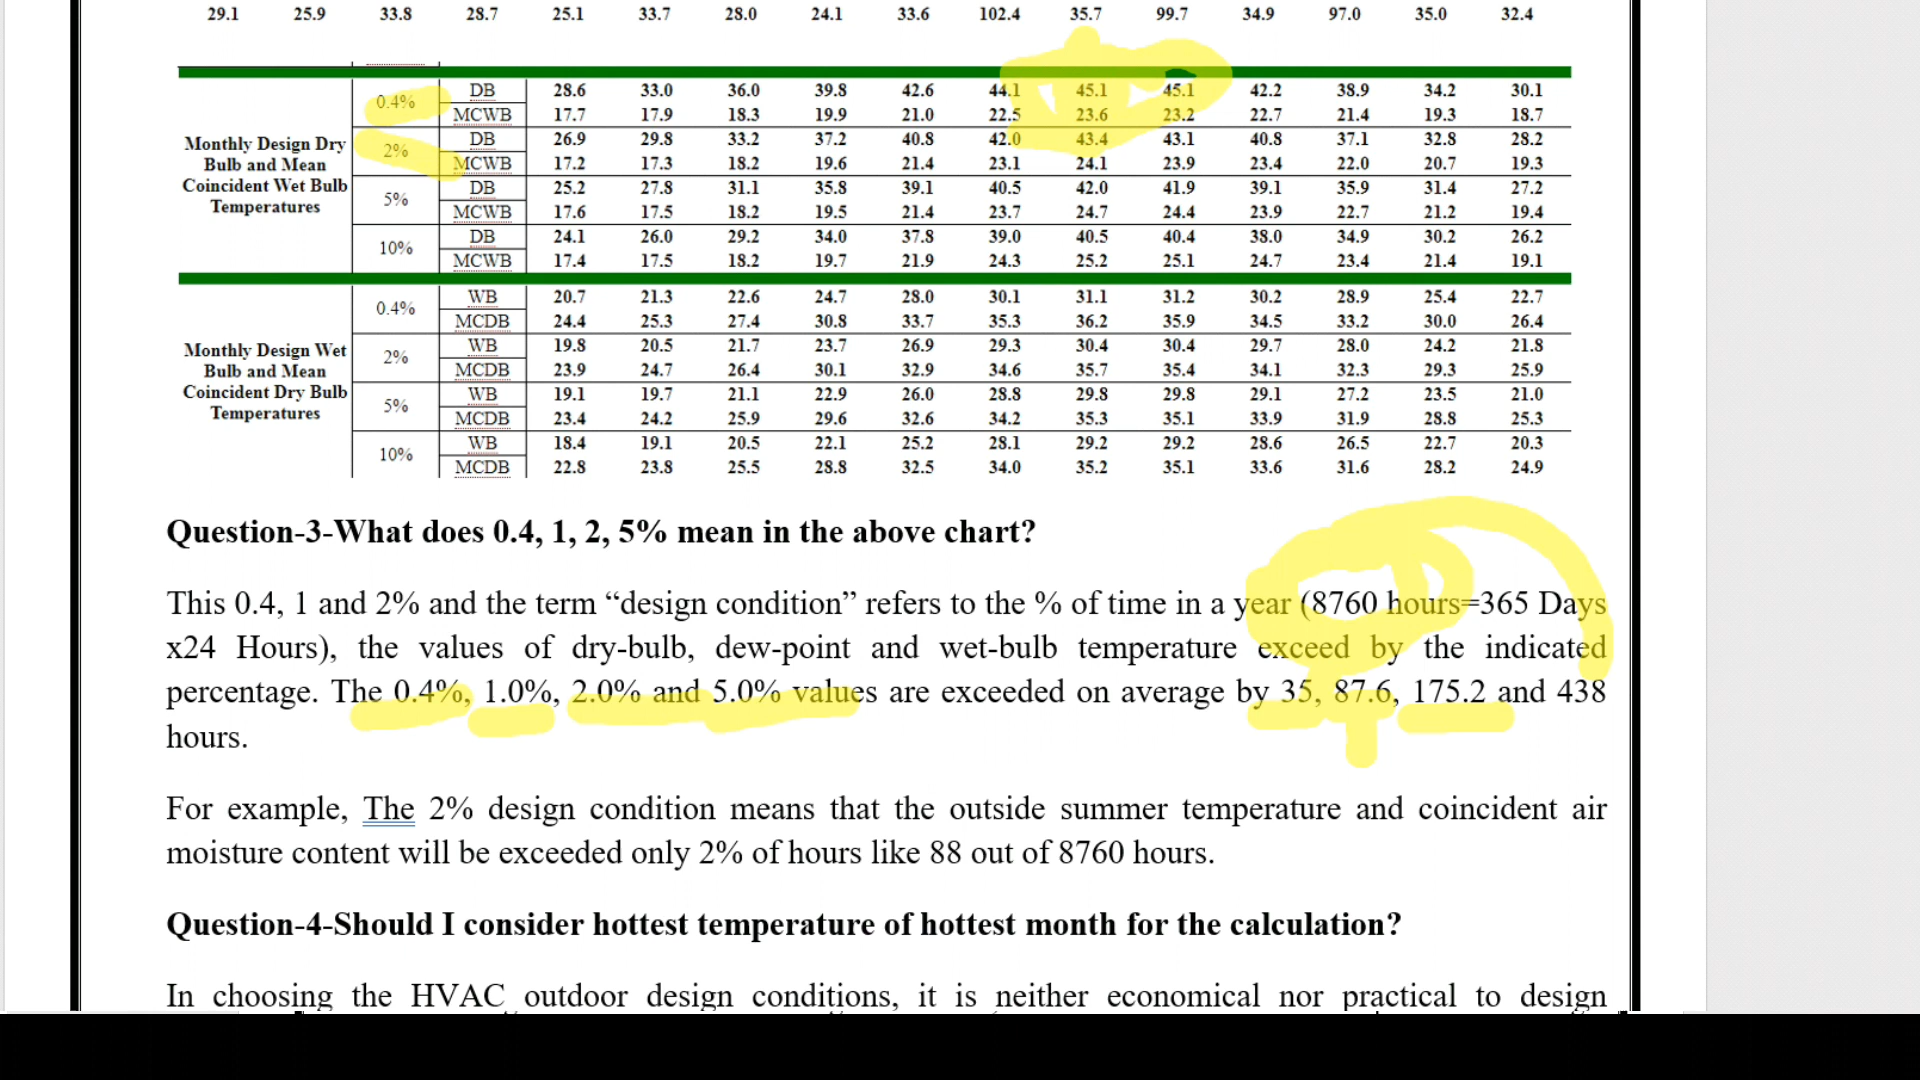 29.1 25.9 33.8 28.7 25.1 33.7 28.0 24.1 33.6 102.4 35.7 99.7 34.9 97.0 35.0 32.4
Monthly Design Dry
Bulb and Mean
Coincident Wet Bulb
Temperatures
0.4% DB 28.6 33.0 36.0 39.8 42.6 44.1 45.1 45.1 42.2 38.9 34.2 30.1
MCWB 17.7 17.9 18.3 19.9 21.0 22.5 23.6 23.2 22.7 21.4 19.3 18.7
2% DB 26.9 29.8 33.2 37.2 40.8 42.0 43.4 43.1 40.8 37.1 32.8 28.2
MCWB 17.2 17.3 18.2 19.6 21.4 23.1 24.1 23.9 23.4 22.0 20.7 19.3
5% DB 25.2 27.8 31.1 35.8 39.1 40.5 42.0 41.9 39.1 35.9 31.4 27.2
MCWB 17.6 17.5 18.2 19.5 21.4 23.7 24.7 24.4 23.9 22.7 21.2 19.4
10% DB 24.1 26.0 29.2 34.0 37.8 39.0 40.5 40.4 38.0 34.9 30.2 26.2
MCWB 17.4 17.5 18.2 19.7 21.9 24.3 25.2 25.1 24.7 23.4 21.4 19.1
Monthly Design Wet
Bulb and Mean
Coincident Dry Bulb
Temperatures
0.4% WB 20.7 21.3 22.6 24.7 28.0 30.1 31.1 31.2 30.2 28.9 25.4 22.7
MCDB 24.4 25.3 27.4 30.8 33.7 35.3 36.2 35.9 34.5 33.2 30.0 26.4
2% WB 19.8 20.5 21.7 23.7 26.9 29.3 30.4 30.4 29.7 28.0 24.2 21.8
MCDB 23.9 24.7 26.4 30.1 32.9 34.6 35.7 35.4 34.1 32.3 29.3 25.9
5% WB 19.1 19.7 21.1 22.9 26.0 28.8 29.8 29.8 29.1 27.2 23.5 21.0
MCDB 23.4 24.2 25.9 29.6 32.6 34.2 35.3 35.1 33.9 31.9 28.8 25.3
10% WB 18.4 19.1 20.5 22.1 25.2 28.1 29.2 29.2 28.6 26.5 22.7 20.3
MCDB 22.8 23.8 25.5 28.8 32.5 34.0 35.2 35.1 33.6 31.6 28.2 24.9
Question-3-What does 0.4, 1, 2, 5% mean in the above chart?
This 0.4, 1 and 2% and the term “design condition” refers to the % of time in a year (8760 hours=365 Days
x24 Hours), the values of dry-bulb, dew-point and wet-bulb temperature exceed by the indicated
percentage. The 0.4%, 1.0%, 2.0% and 5.0% values are exceeded on average by 35, 87.6, 175.2 and 438
hours.
For example, The 2% design condition means that the outside summer temperature and coincident air
moisture content will be exceeded only 2% of hours like 88 out of 8760 hours.
Question-4-Should I consider hottest temperature of hottest month for the calculation?
In choosing the HVAC outdoor design conditions, it is neither economical nor practical to design